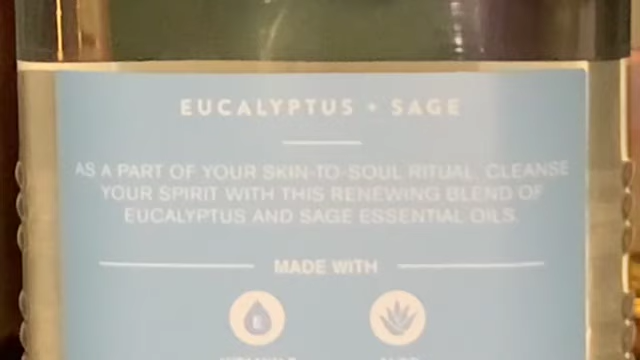 EUCALYPTUS + SAGE
AS A PART OF YOUR SKIN-TO-SOUL RITUAL, CLEANSE
YOUR SPIRIT WITH THIS RENEWING BLEND OF
EUCALYPTUS AND SAGE ESSENTIAL OILS.
MADE WITH
E